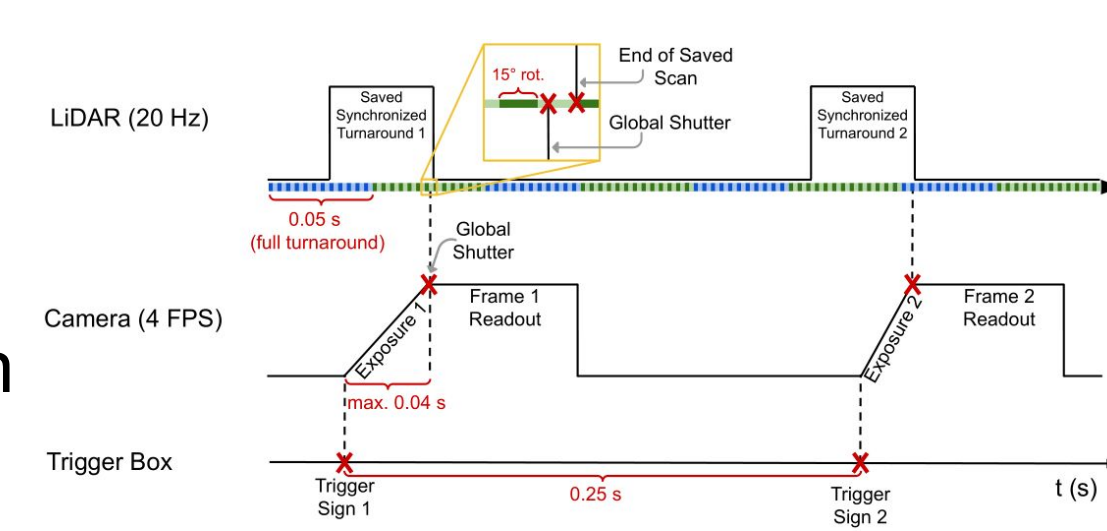 LiDAR (20 Hz)
Saved
Synchronized
Turnaround 1
15° rot.
End of Saved
Scan
Global Shutter
Saved
Synchronized
Turnaround 2
0.05 s
(full turnaround)
Global
Shutter
Camera (4 FPS)
Exposure 1
Frame 1
Readout
max. 0.04 s
Exposure 2
Frame 2
Readout
n
Trigger Box
Trigger
Sign 1
0.25 s
Trigger
Sign 2
t (s)